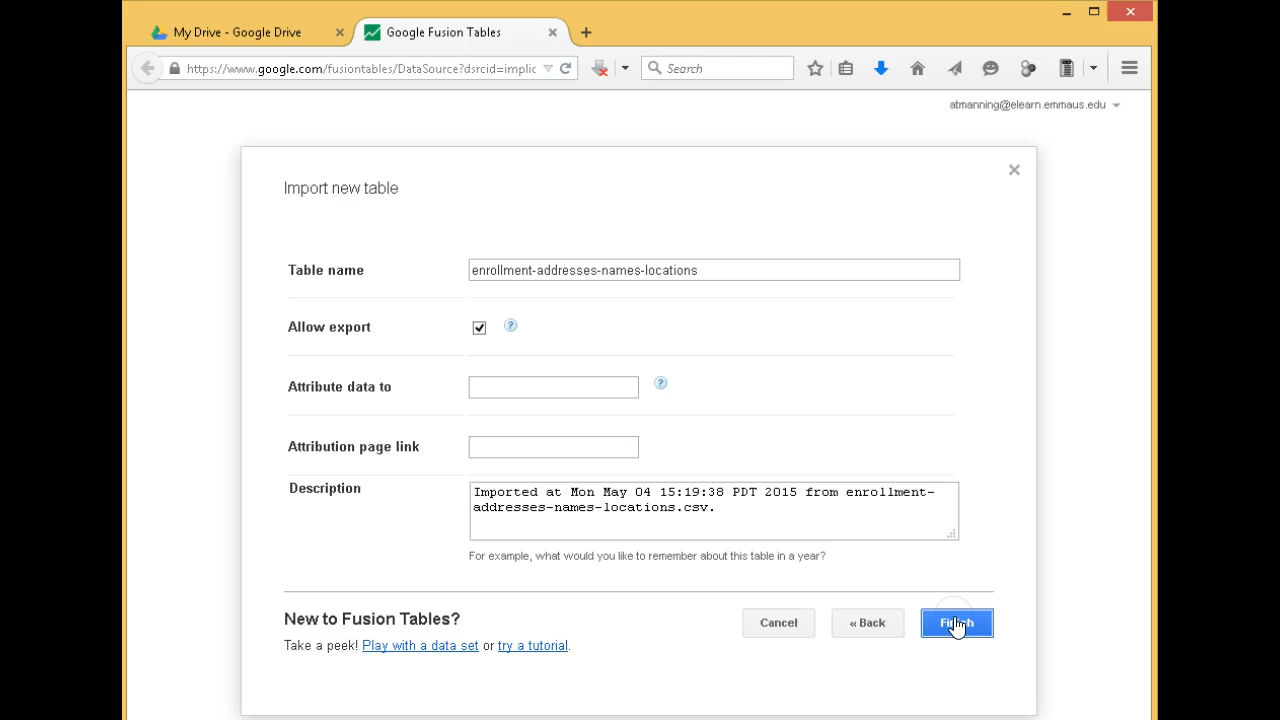 My Drive - Google Drive
Google Fusion Tables
https://www.google.com/fusiontables/DataSource?dsrcid=implic
Search
atmanning@elearn.emmaus.edu
Import new table
Table name
enrollment-addresses-names-locations
Allow export
?
Attribute data to
?
Attribution page link
Description
Imported at Mon May 04 15:19:38 PDT 2015 from enrollment-
addresses-names-locations.csv.
For example, what would you like to remember about this table in a year?
New to Fusion Tables?
Cancel
« Back
Finish
Take a peek! Play with a data set or try a tutorial.